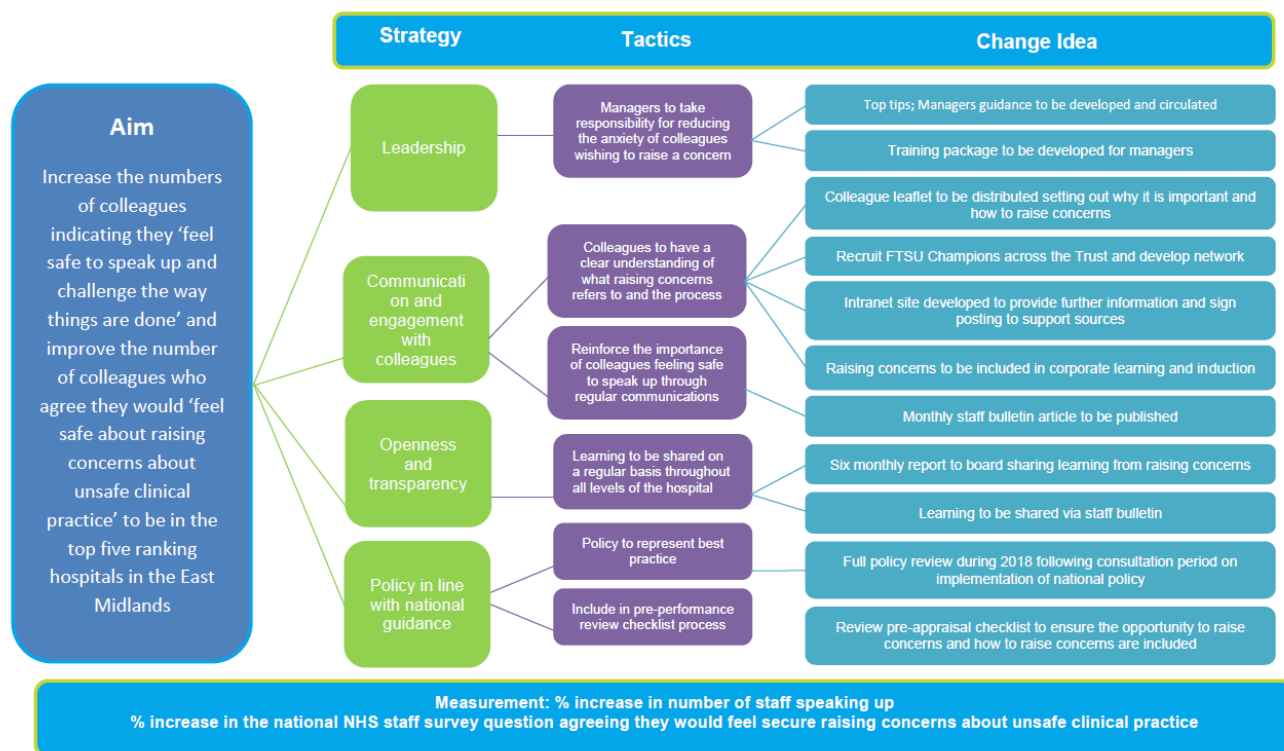 Strategy
Tactics
Change Idea
Aim
Increase the numbers
of colleagues
indicating they ‘feel
safe to speak up and
challenge the way
things are done’ and
improve the number
of colleagues who
agree they would ‘feel
safe about raising
concerns about
unsafe clinical
practice’ to be in the
top five ranking
hospitals in the East
Midlands
Leadership
Managers to take
responsibility for reducing
the anxiety of colleagues
wishing to raise a concern
Top tips; Managers guidance to be developed and circulated
Training package to be developed for managers
Communicati
on and
engagement
with
colleagues
Colleagues to have a
clear understanding of
what raising concerns
refers to and the process
Colleague leaflet to be distributed setting out why it is important and
how to raise concerns
Recruit FTSU Champions across the Trust and develop network
Intranet site developed to provide further information and sign
posting to support sources
Raising concerns to be included in corporate learning and induction
Reinforce the importance
of colleagues feeling safe
to speak up through
regular communications
Monthly staff bulletin article to be published
Openness
and
transparency
Learning to be shared on
a regular basis throughout
all levels of the hospital
Six monthly report to board sharing learning from raising concerns
Learning to be shared via staff bulletin
Policy in line
with national
guidance
Policy to represent best
practice
Full policy review during 2018 following consultation period on
implementation of national policy
Include in pre-performance
review checklist process
Review pre-appraisal checklist to ensure the opportunity to raise
concerns and how to raise concerns are included
Measurement: % increase in number of staff speaking up
% increase in the national NHS staff survey question agreeing they would feel secure raising concerns about unsafe clinical practice